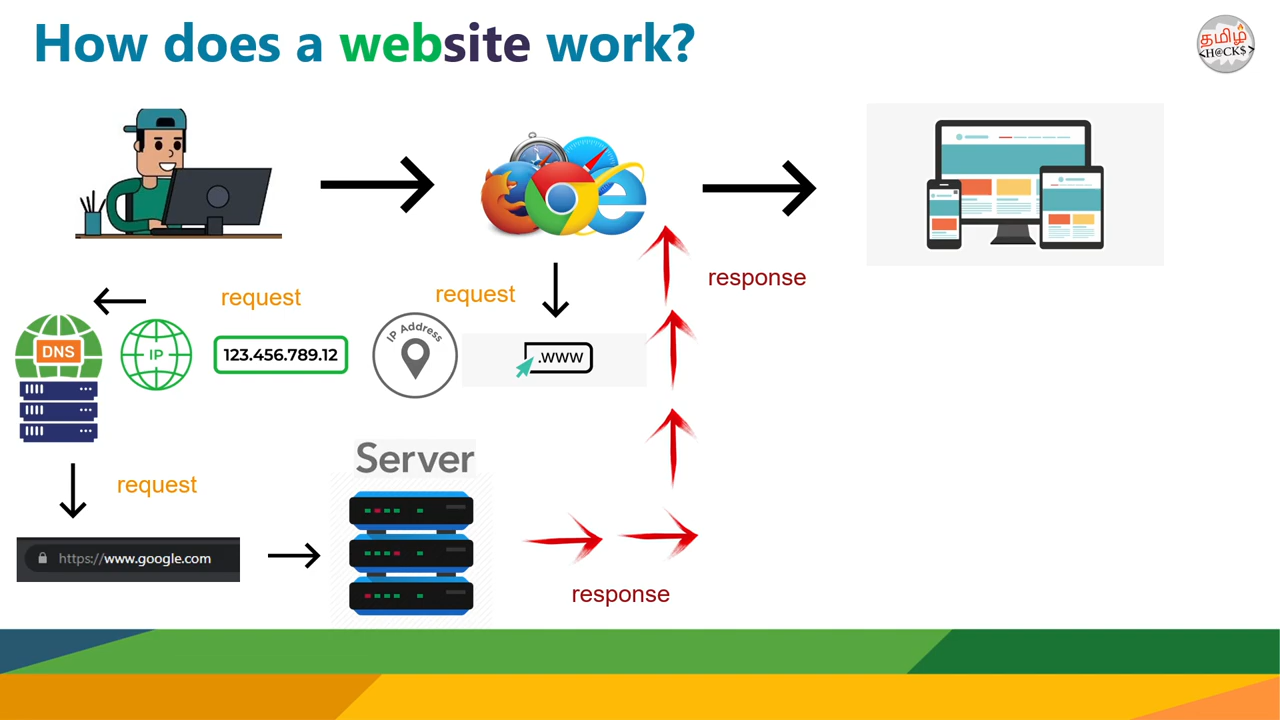 How does a website work?
தமிழ்
<H@CK$>
response
request
request
DNS
IP
123.456.789.12
IP Address
.WWW
Server
request
https://www.google.com
response